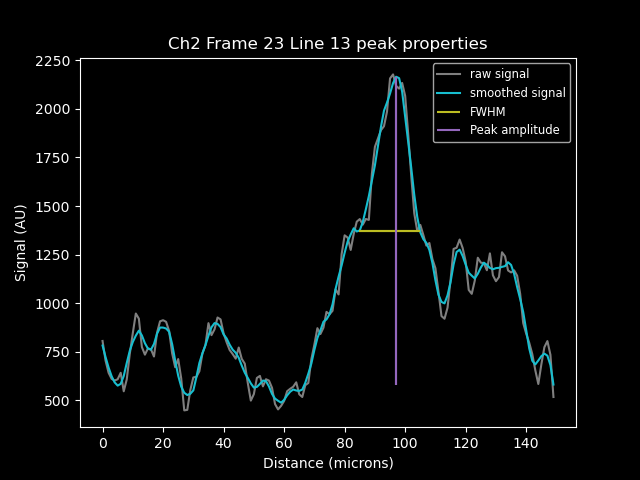 Ch2 Frame 23 Line 13 peak properties
2250
2000
1750
1500
1250
1000
750
500
Signal (AU)
raw signal
smoothed signal
FWHM
Peak amplitude
0 20 40 60 80 100 120 140
Distance (microns)